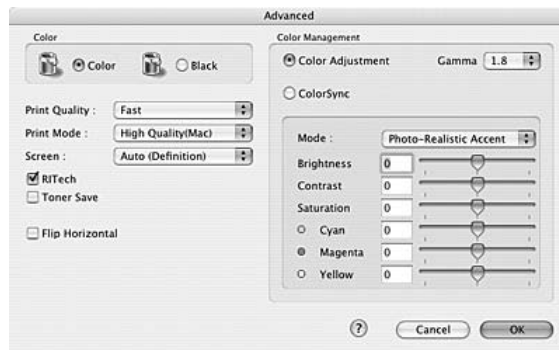 Advanced
Color
Color
Black
Print Quality :
Fast
Print Mode :
High Quality(Mac)
Screen :
Auto (Definition)
RITech
Toner Save
Flip Horizontal
Color Management
Color Adjustment
Gamma
1.8
ColorSync
Mode :
Photo-Realistic Accent
Brightness
0
Contrast
0
Saturation
0
Cyan
0
Magenta
0
Yellow
0
?
Cancel
OK